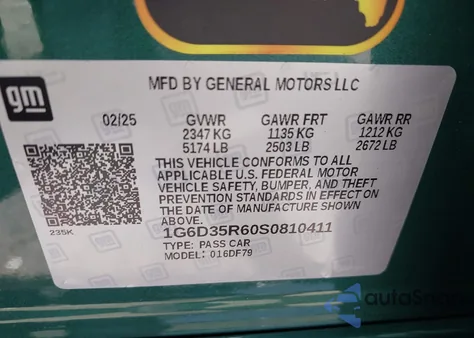 gm
MFD BY GENERAL MOTORS LLC
02/25 GVWR GAWR FRT GAWR RR
2347 KG 1135 KG 1212 KG
5174 LB 2503 LB 2672 LB
THIS VEHICLE CONFORMS TO ALL
APPLICABLE U.S. FEDERAL MOTOR
VEHICLE SAFETY, BUMPER, AND THEFT
PREVENTION STANDARDS IN EFFECT ON
THE DATE OF MANUFACTURE SHOWN
ABOVE.
235K
1G6D35R60S0810411
TYPE: PASS CAR
MODEL: 016DF79